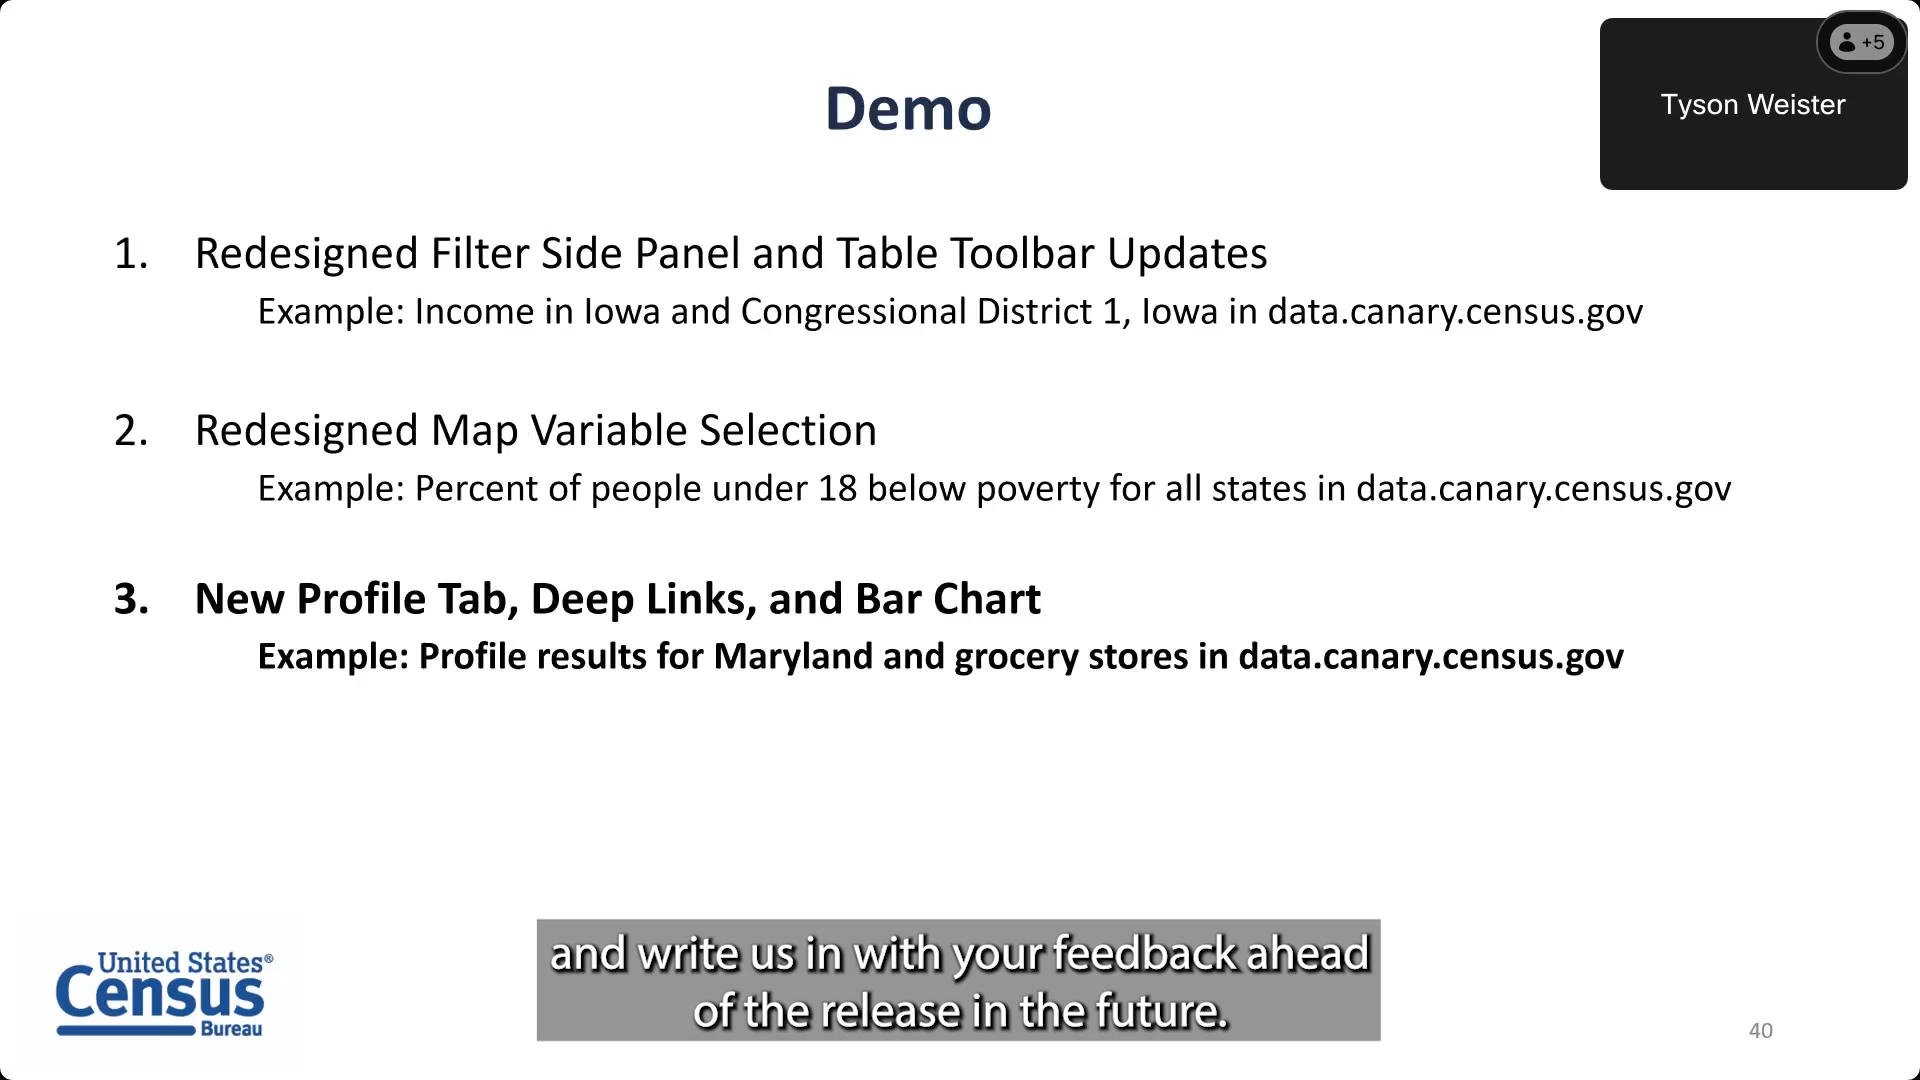 Demo
+5
Tyson Weister
1. Redesigned Filter Side Panel and Table Toolbar Updates
Example: Income in Iowa and Congressional District 1, Iowa in data.canary.census.gov
2. Redesigned Map Variable Selection
Example: Percent of people under 18 below poverty for all states in data.canary.census.gov
3. New Profile Tab, Deep Links, and Bar Chart
Example: Profile results for Maryland and grocery stores in data.canary.census.gov
United States®
Census
Bureau
and write us in with your feedback ahead
of the release in the future.
40